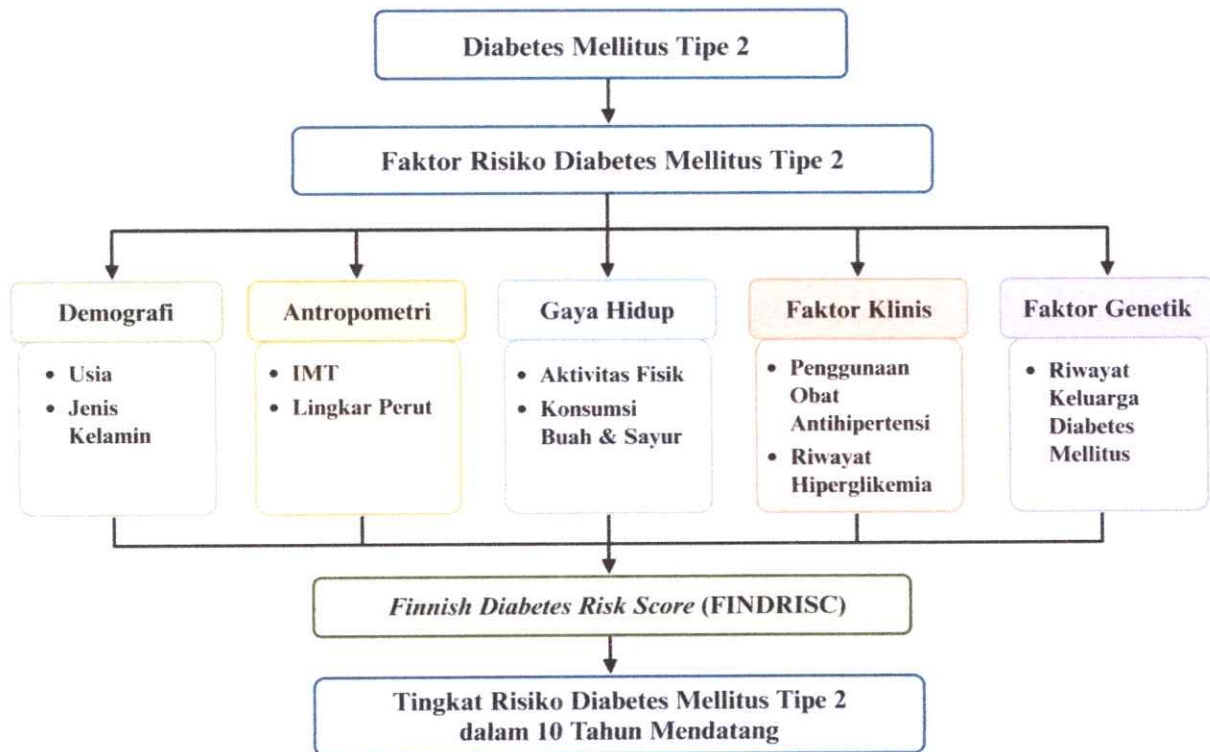 Diabetes Mellitus Tipe 2
Faktor Risiko Diabetes Mellitus Tipe 2
Demografi
• Usia
• Jenis
Kelamin
Antropometri
• IMT
• Lingkar Perut
Gaya Hidup
• Aktivitas Fisik
• Konsumsi
Buah & Sayur
Faktor Klinis
• Penggunaan
Obat
Antihipertensi
• Riwayat
Hiperglikemia
Faktor Genetik
• Riwayat
Keluarga
Diabetes
Mellitus
Finnish Diabetes Risk Score (FINDRISC)
Tingkat Risiko Diabetes Mellitus Tipe 2
dalam 10 Tahun Mendatang